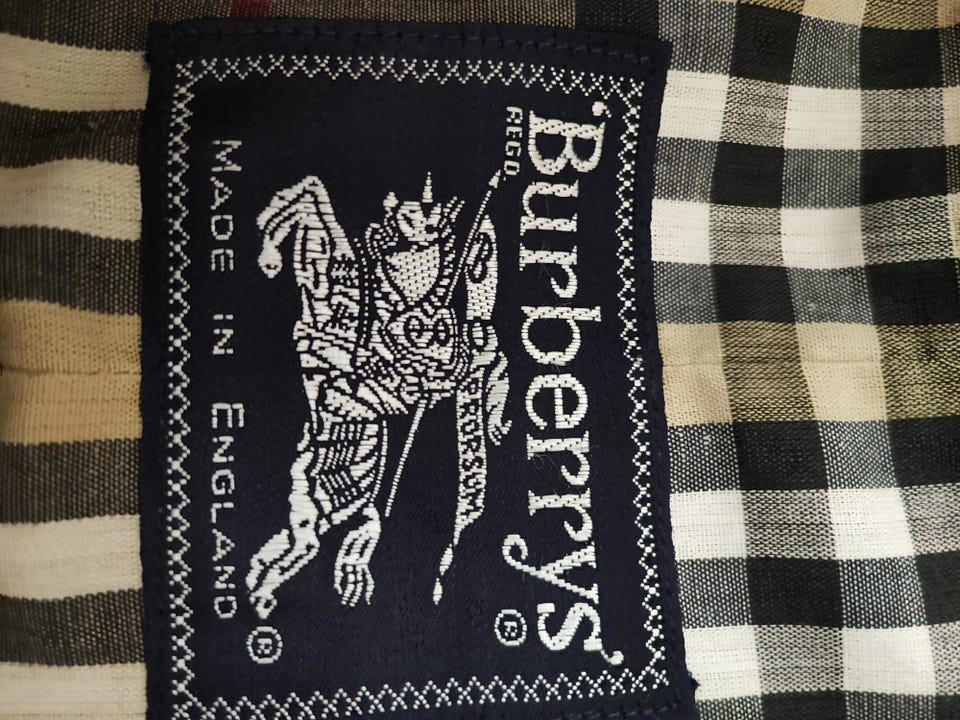 'Burberrys'
REGD ®
PRORSUM
MADE IN ENGLAND ®